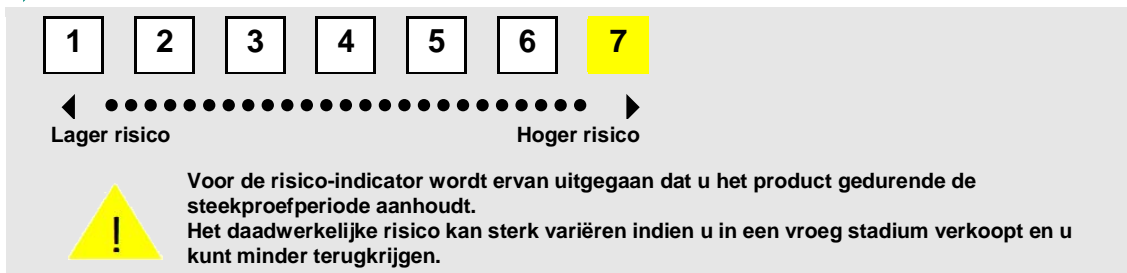 1 2 3 4 5 6 7
Lager risico Hoger risico
!
Voor de risico-indicator wordt ervan uitgegaan dat u het product gedurende de
steekproefperiode aanhoudt.
Het daadwerkelijke risico kan sterk variëren indien u in een vroeg stadium verkoopt en u
kunt minder terugkrijgen.